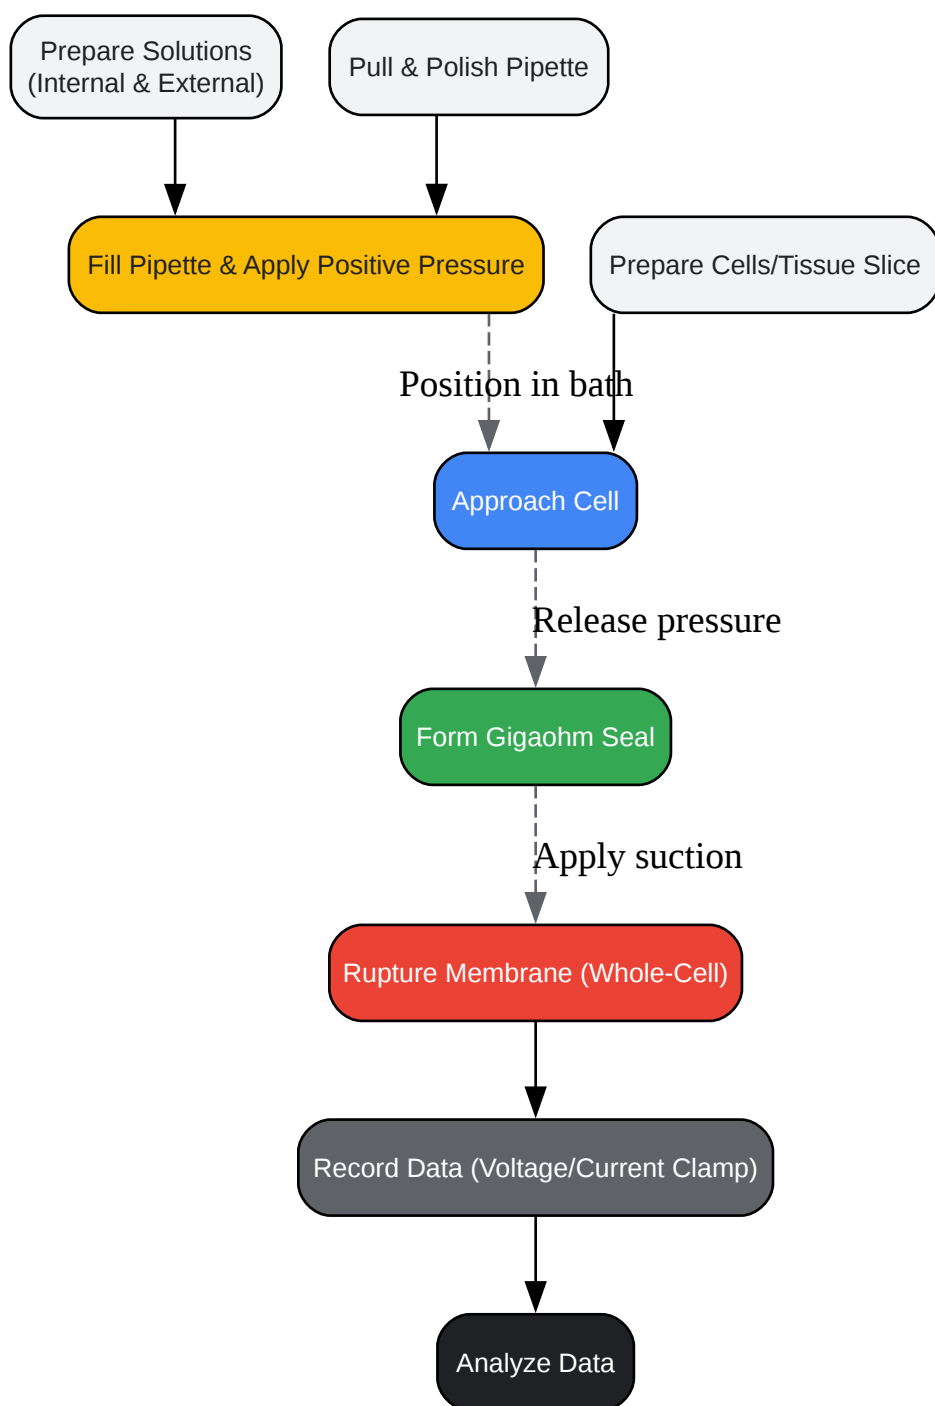 Prepare Solutions
(Internal & External)
Pull & Polish Pipette
Fill Pipette & Apply Positive Pressure
Prepare Cells/Tissue Slice
Position in bath
Approach Cell
Release pressure
Form Gigaohm Seal
Apply suction
Rupture Membrane (Whole-Cell)
Record Data (Voltage/Current Clamp)
Analyze Data